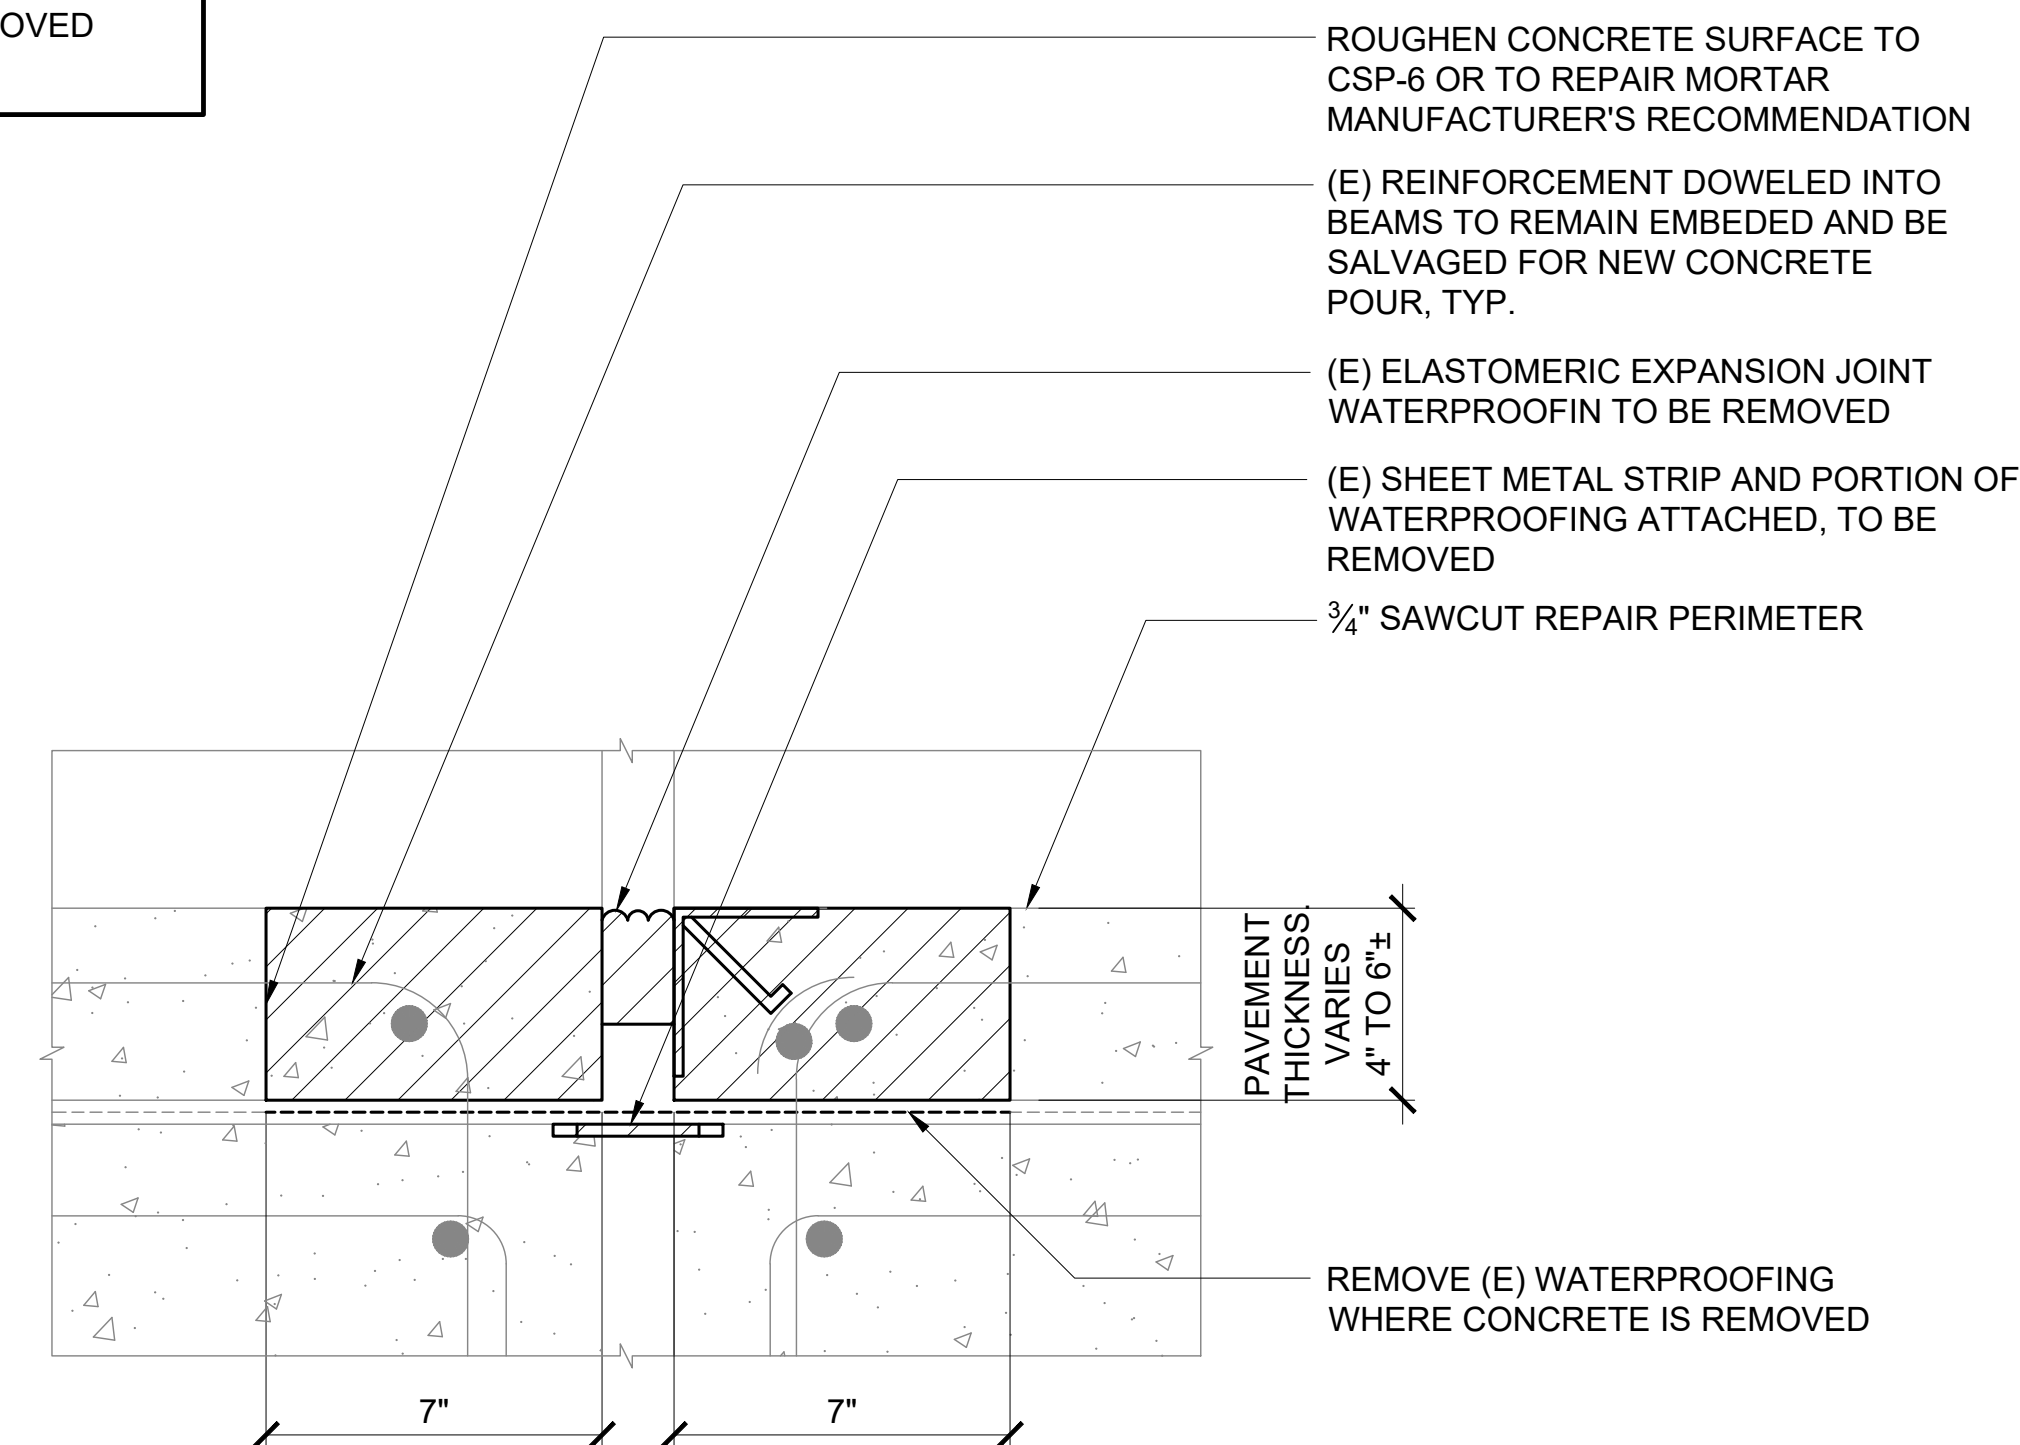 OVED
ROUGHEN CONCRETE SURFACE TO
CSP-6 OR TO REPAIR MORTAR
MANUFACTURER'S RECOMMENDATION
(E) REINFORCEMENT DOWELED INTO
BEAMS TO REMAIN EMBEDED AND BE
SALVAGED FOR NEW CONCRETE
POUR, TYP.
(E) ELASTOMERIC EXPANSION JOINT
WATERPROOFIN TO BE REMOVED
(E) SHEET METAL STRIP AND PORTION OF
WATERPROOFING ATTACHED, TO BE
REMOVED
¾" SAWCUT REPAIR PERIMETER
PAVEMENT
THICKNESS.
VARIES
4" TO 6"±
REMOVE (E) WATERPROOFING
WHERE CONCRETE IS REMOVED
7"
7"